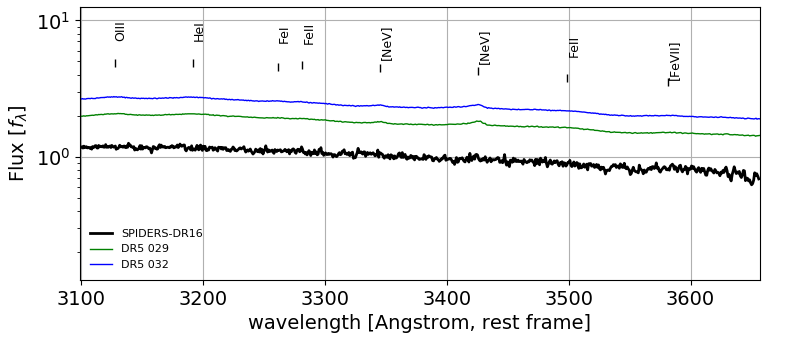 10¹
OIII
HeI
FeI
FeII
[NeV]
[NeV]
FeII
[FeVII]
Flux [fλ]
10⁰
SPIDERS-DR16
DR5 029
DR5 032
3100 3200 3300 3400 3500 3600
wavelength [Angstrom, rest frame]